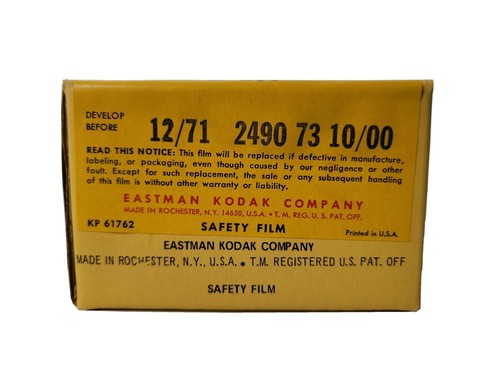 DEVELOP
BEFORE 12/71 2490 73 10/00
READ THIS NOTICE: This film will be replaced if defective in manufacture,
labeling, or packaging, even though caused by our negligence or other
fault. Except for such replacement, the sale or any subsequent handling
of this film is without other warranty or liability.
EASTMAN KODAK COMPANY
MADE IN ROCHESTER, N.Y. 14650, U.S.A. • T.M. REG. U. S. PAT. OFF.
KP 61762 SAFETY FILM Printed in U.S.A.
EASTMAN KODAK COMPANY
MADE IN ROCHESTER, N.Y., U.S.A. • T.M. REGISTERED U.S. PAT. OFF
SAFETY FILM